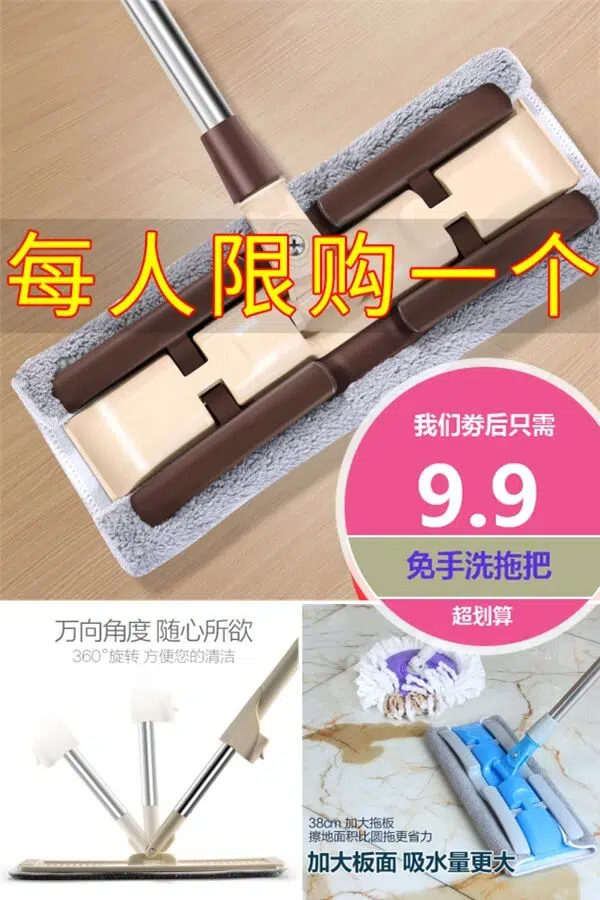 每人限购一个
我们券后只需
9.9
免手洗拖把
超划算
万向角度 随心所欲
360°旋转 方便您的清洁
38cm 加大拖板
擦地面积比圆拖更省力
加大板面 吸水量更大